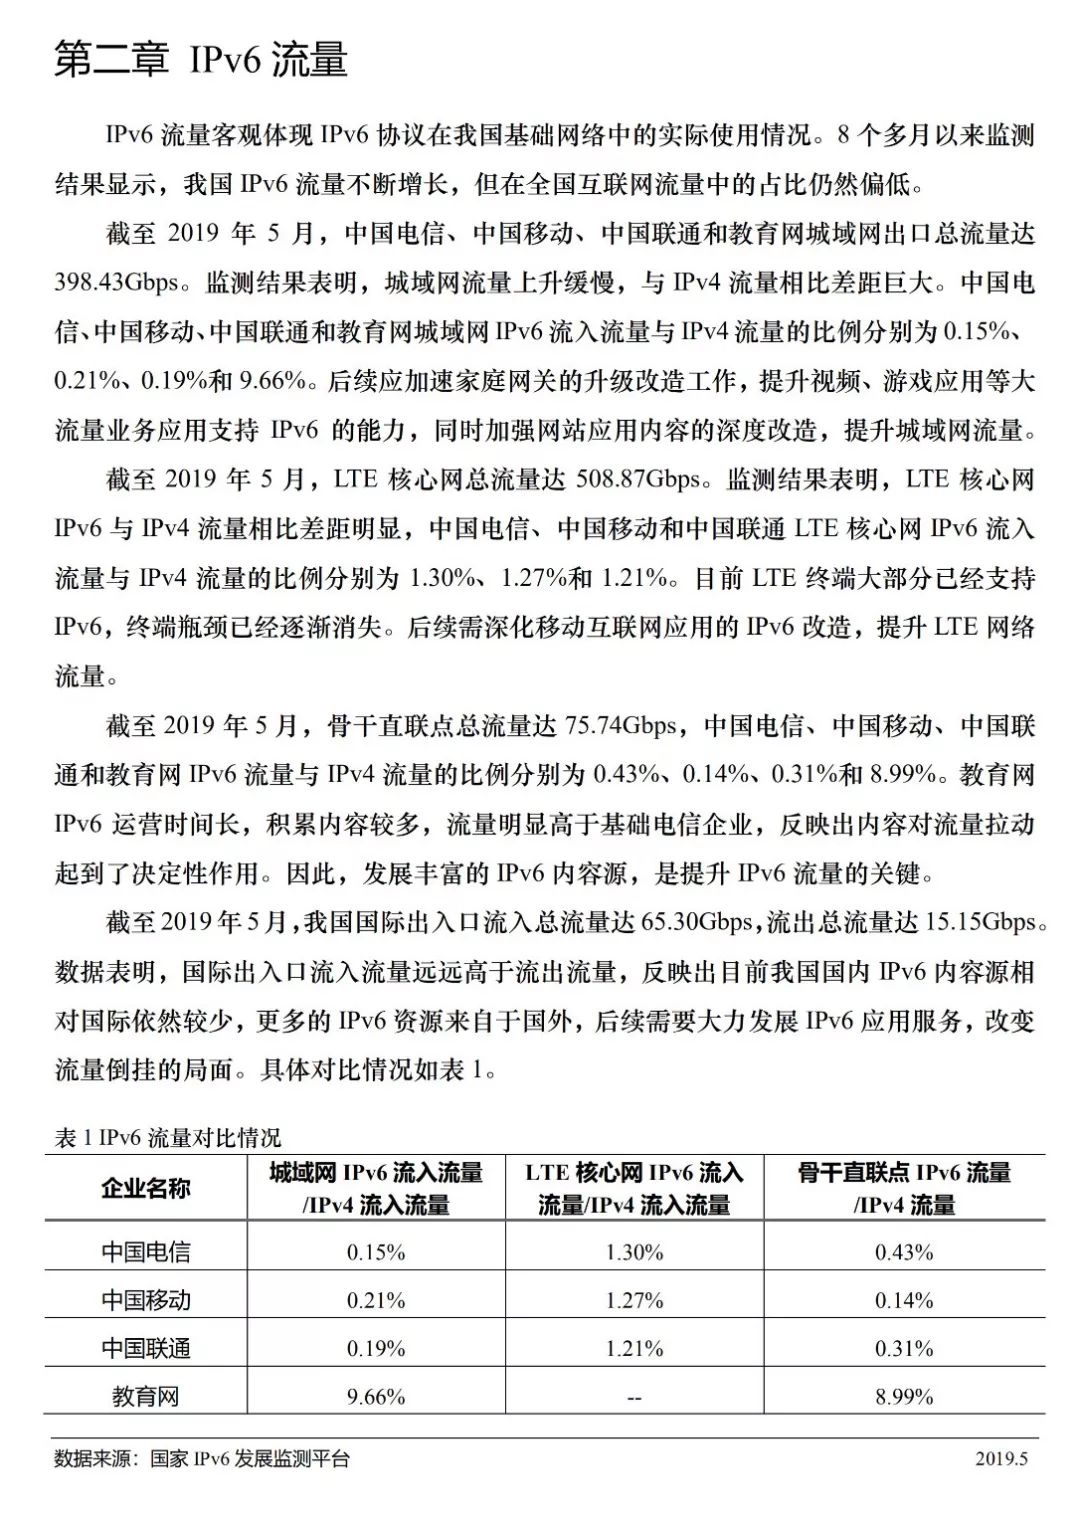 第二章 IPv6 流量
IPv6 流量客观体现 IPv6 协议在我国基础网络中的实际使用情况。8 个多月以来监测
结果显示，我国 IPv6 流量不断增长，但在全国互联网流量中的占比仍然偏低。
截至 2019 年 5 月，中国电信、中国移动、中国联通和教育网城域网出口总流量达
398.43Gbps。监测结果表明，城域网流量上升缓慢，与 IPv4 流量相比差距巨大。中国电
信、中国移动、中国联通和教育网城域网 IPv6 流入流量与 IPv4 流量的比例分别为 0.15%、
0.21%、0.19%和 9.66%。后续应加速家庭网关的升级改造工作，提升视频、游戏应用等大
流量业务应用支持 IPv6 的能力，同时加强网站应用内容的深度改造，提升城域网流量。
截至 2019 年 5 月，LTE 核心网总流量达 508.87Gbps。监测结果表明，LTE 核心网
IPv6 与 IPv4 流量相比差距明显，中国电信、中国移动和中国联通 LTE 核心网 IPv6 流入
流量与 IPv4 流量的比例分别为 1.30%、1.27%和 1.21%。目前 LTE 终端大部分已经支持
IPv6，终端瓶颈已经逐渐消失。后续需深化移动互联网应用的 IPv6 改造，提升 LTE 网络
流量。
截至 2019 年 5 月，骨干直联点总流量达 75.74Gbps，中国电信、中国移动、中国联
通和教育网 IPv6 流量与 IPv4 流量的比例分别为 0.43%、0.14%、0.31%和 8.99%。教育网
IPv6 运营时间长，积累内容较多，流量明显高于基础电信企业，反映出内容对流量拉动
起到了决定性作用。因此，发展丰富的 IPv6 内容源，是提升 IPv6 流量的关键。
截至 2019 年 5 月，我国国际出入口流入总流量达 65.30Gbps，流出总流量达 15.15Gbps。
数据表明，国际出入口流入流量远远高于流出流量，反映出目前我国国内 IPv6 内容源相
对国际依然较少，更多的 IPv6 资源来自于国外，后续需要大力发展 IPv6 应用服务，改变
流量倒挂的局面。具体对比情况如表 1。
表 1 IPv6 流量对比情况
企业名称 城域网 IPv6 流入流量 LTE 核心网 IPv6 流入 骨干直联点 IPv6 流量
/IPv4 流入流量 流量/IPv4 流入流量 /IPv4 流量
中国电信 0.15% 1.30% 0.43%
中国移动 0.21% 1.27% 0.14%
中国联通 0.19% 1.21% 0.31%
教育网 9.66% -- 8.99%
数据来源：国家 IPv6 发展监测平台 2019.5